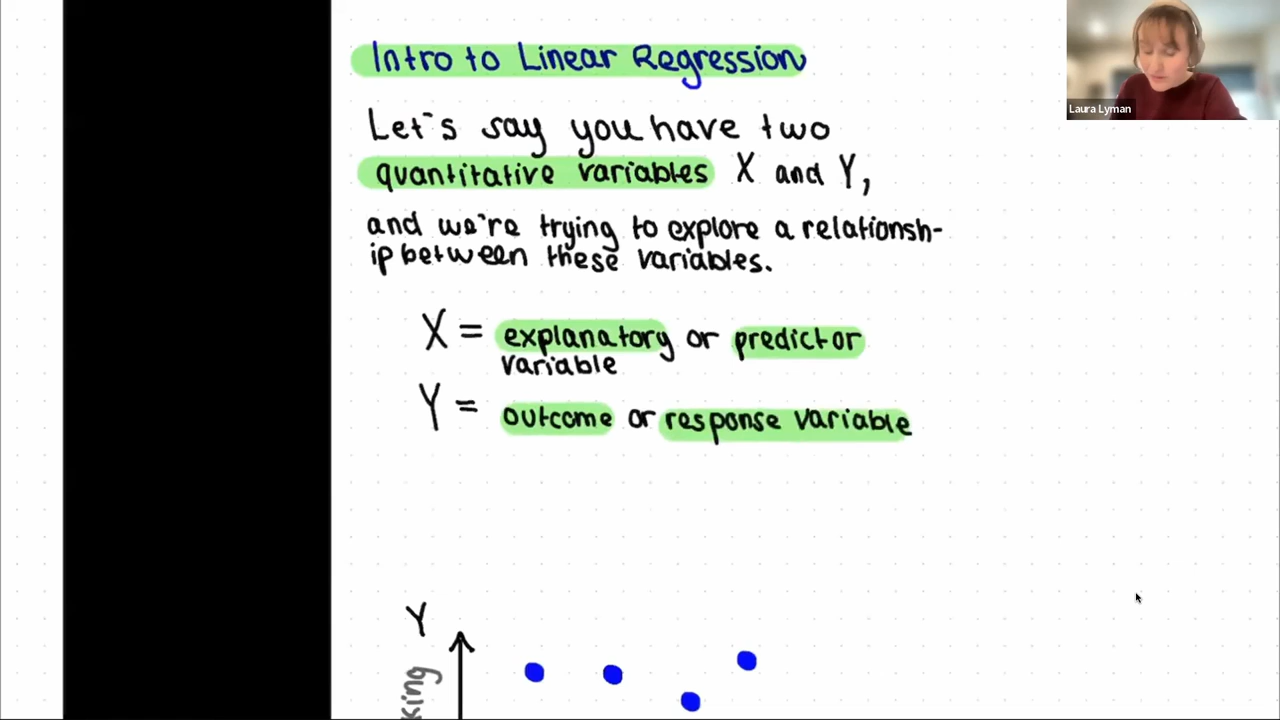 Intro to Linear Regression
Laura Lyman
Let's say you have two
quantitative variables X and Y,
and we're trying to explore a relationsh-
ip between these variables.
X = explanatory or predictor
variable
Y = outcome or response variable
Y